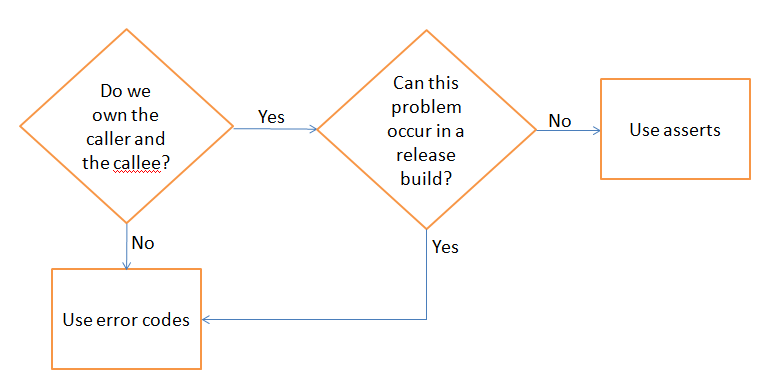 Do we
own the
caller and
the callee?
Yes
Can this
problem
occur in a
release
build?
No
Use asserts
No
Yes
Use error codes